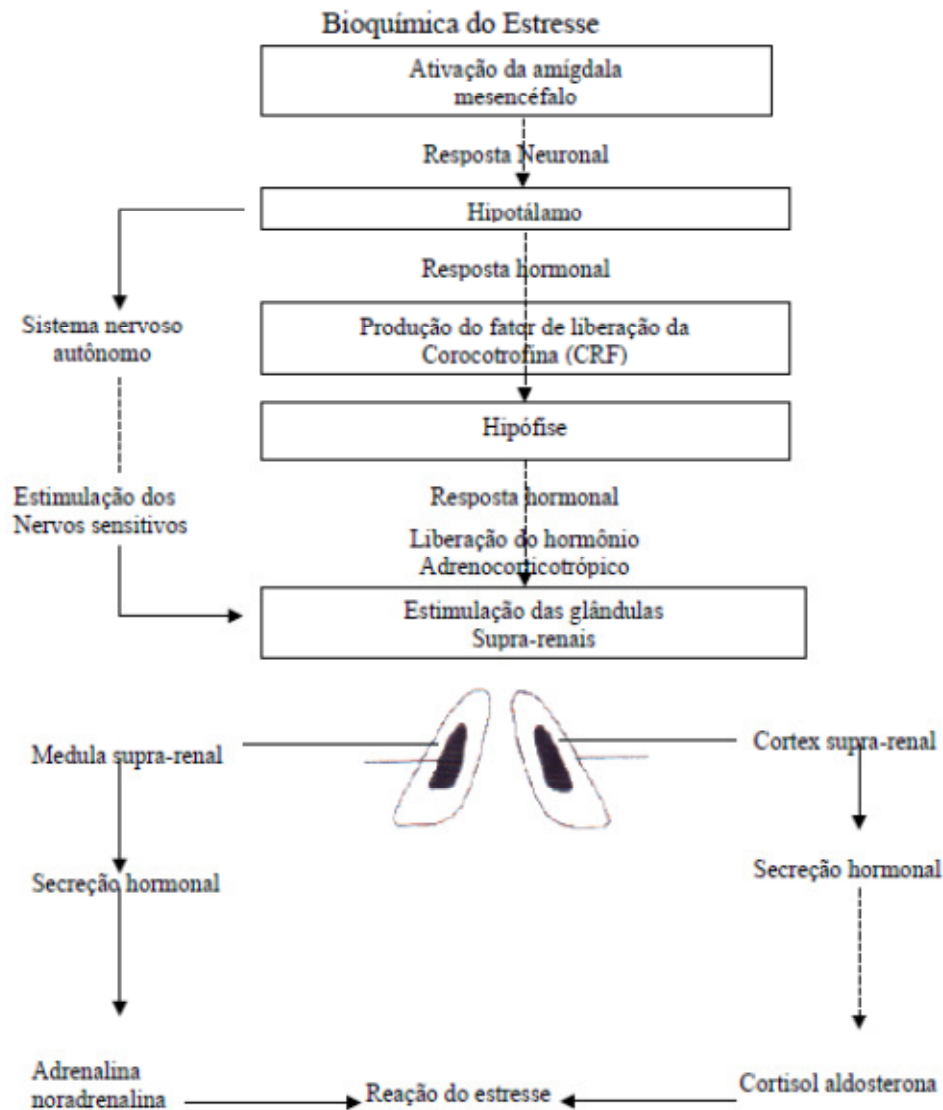 Bioquímica do Estresse
Ativação da amígdala
mesencéfalo
Resposta Neuronal
Hipotálamo
Resposta hormonal
Sistema nervoso
autônomo
Produção do fator de liberação da
Corocotrofina (CRF)
Hipófise
Estimulação dos
Nervos sensitivos
Resposta hormonal
Liberação do hormônio
Adrenocorticotrópico
Estimulação das glândulas
Supra-renais
Medula supra-renal
Cortex supra-renal
Secreção hormonal
Secreção hormonal
Adrenalina
noradrenalina
Reação do estresse
Cortisol aldosterona